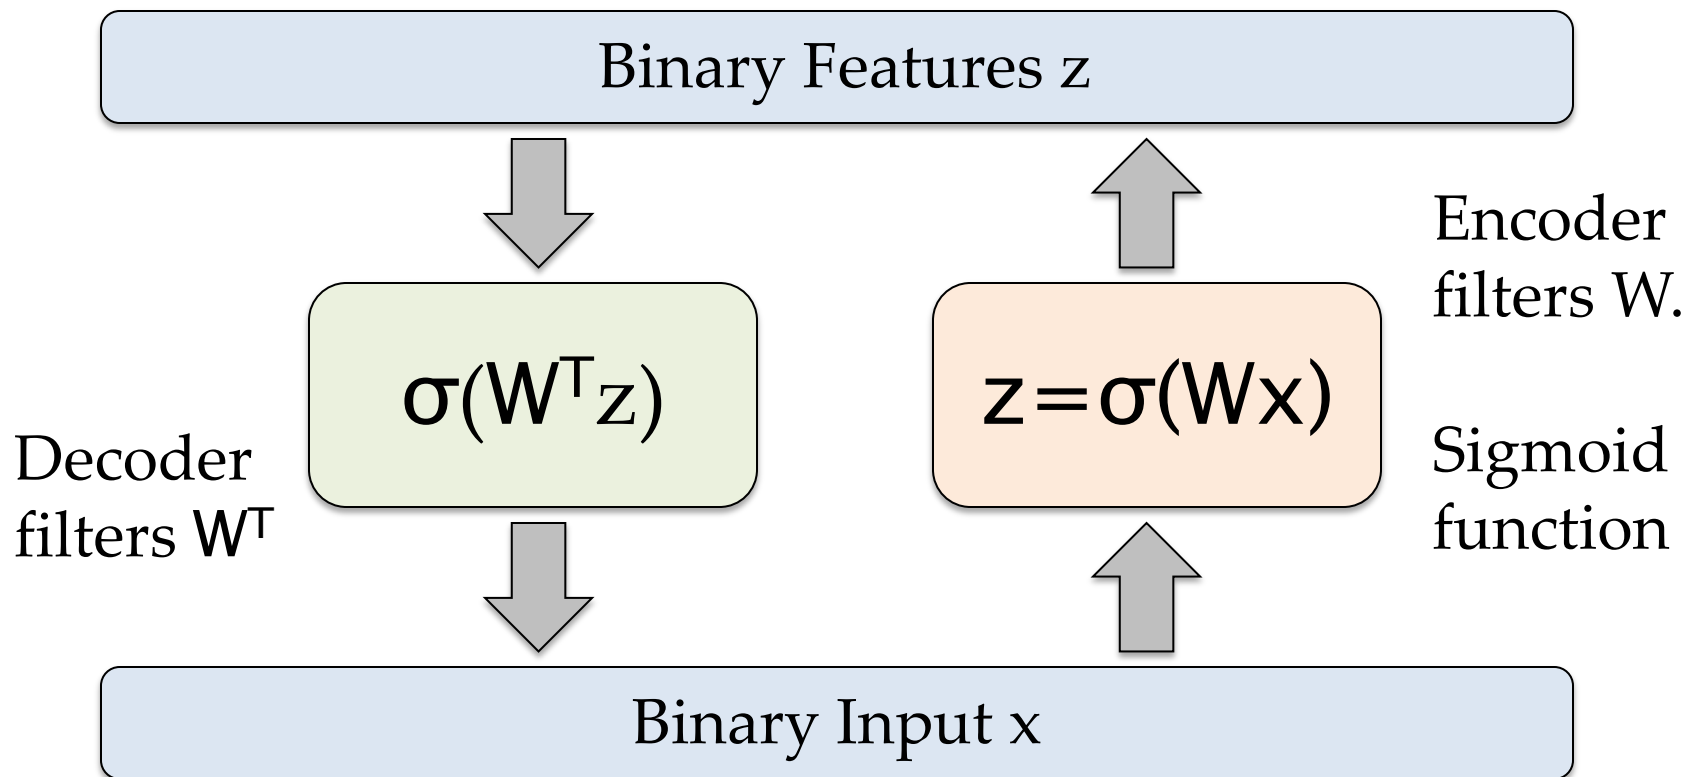 Binary Features z
Encoder
filters W.
σ(Wᵀz)
z=σ(Wx)
Decoder
filters Wᵀ
Sigmoid
function
Binary Input x